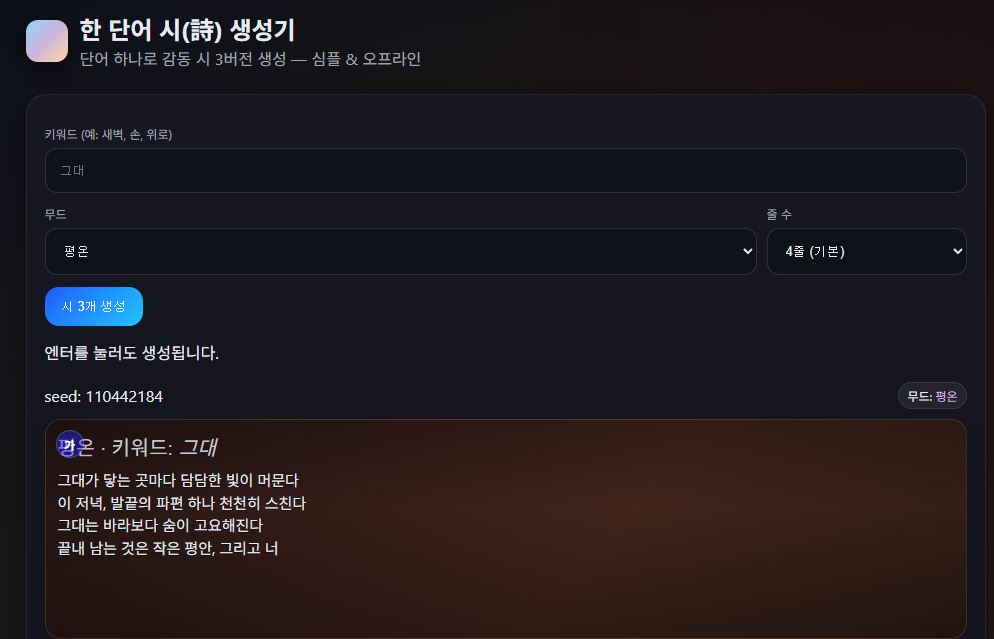 한 단어 시(詩) 생성기
단어 하나로 감동 시 3버전 생성 — 심플 & 오프라인
키워드 (예: 새벽, 손, 위로)
그대
무드
줄 수
평온
4줄 (기본)
시 3개 생성
엔터를 눌러도 생성됩니다.
seed: 110442184
무드: 평온
가
평온 · 키워드: 그대
그대가 닿는 곳마다 담담한 빛이 머문다
이 저녁, 발끝의 파편 하나 천천히 스친다
그대는 바라보다 숨이 고요해진다
끝내 남는 것은 작은 평안, 그리고 너